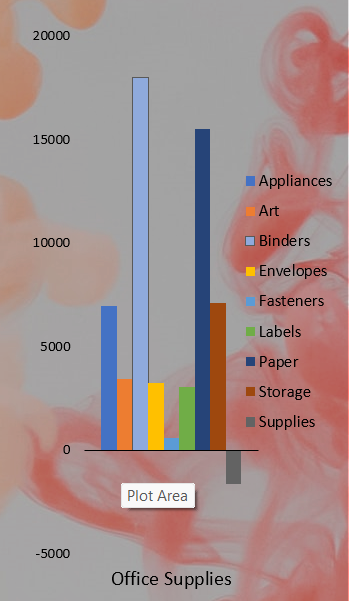 20000
15000
10000
5000
0
-5000
Appliances
Art
Binders
Envelopes
Fasteners
Labels
Paper
Storage
Supplies
Plot Area
Office Supplies